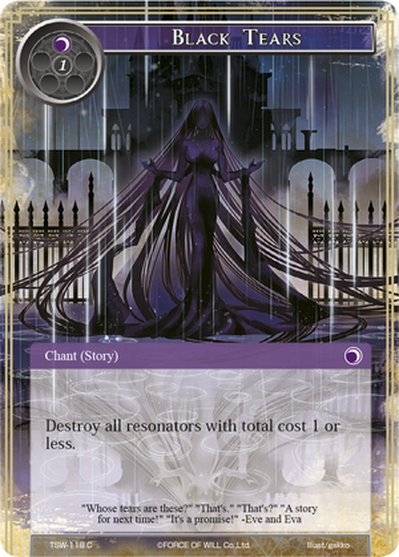 Black Tears
1
Chant (Story)
Destroy all resonators with total cost 1 or
less.
"Whose tears are these?" "That's." "That's?" "A story
for next time!" "It's a promise!" -Eve and Eva
TSW-118 C ©FORCE OF WILL Co.,Ltd. Illust/gekko